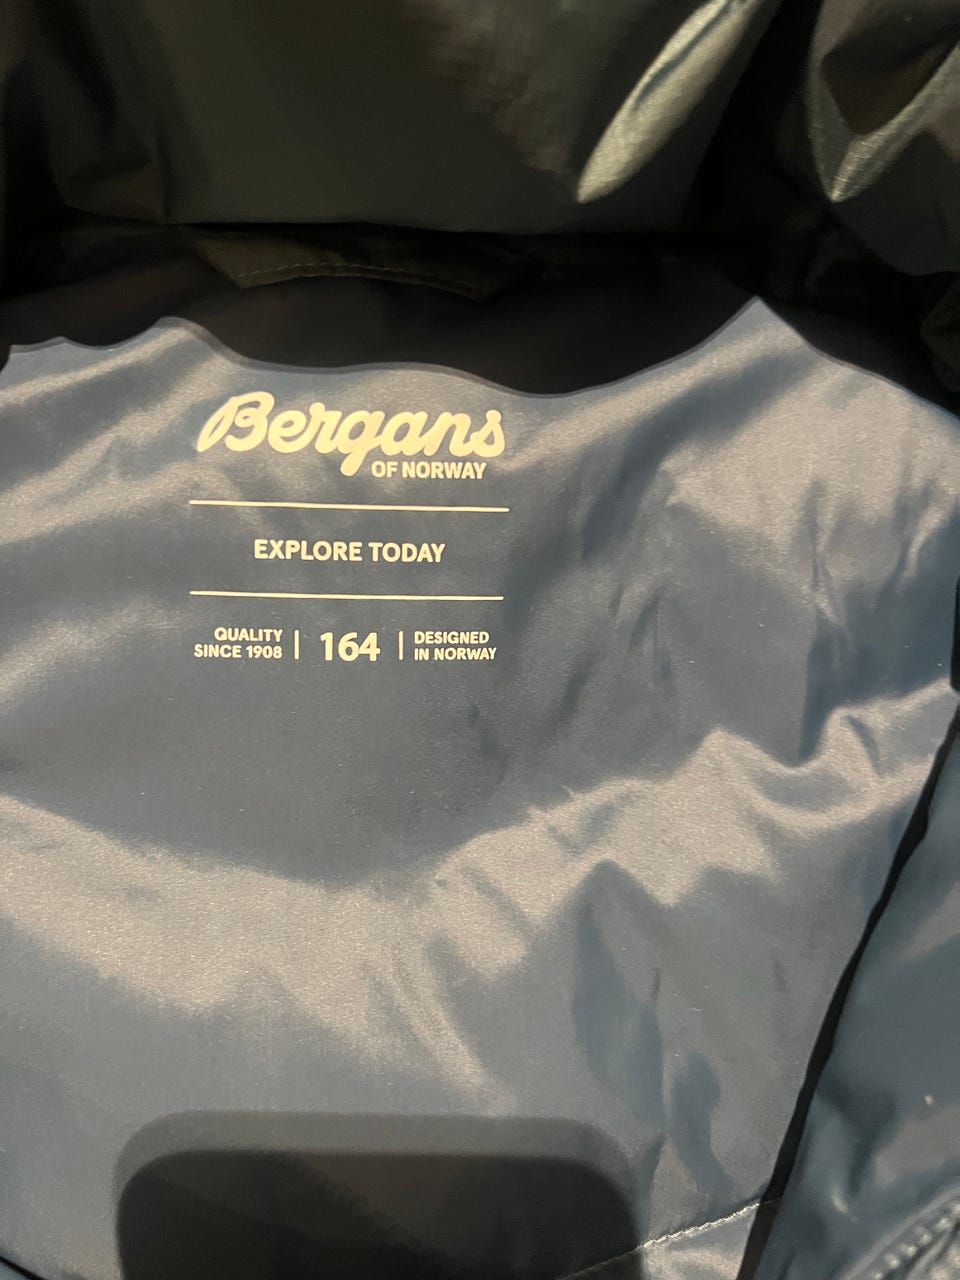 Bergans
OF NORWAY
EXPLORE TODAY
QUALITY
SINCE 1908
164
DESIGNED
IN NORWAY